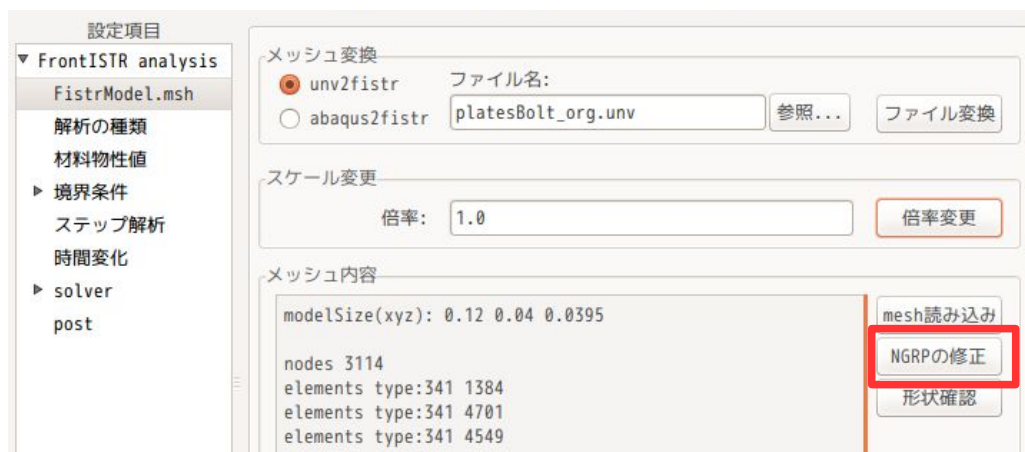 設定項目
FrontISTR analysis
FistrModel.msh
解析の種類
材料物性値
境界条件
ステップ解析
時間変化
solver
post
メッシュ変換
unv2fistr
ファイル名:
abaqus2fistr
platesBolt_org.unv
参照...
ファイル変換
スケール変更
倍率:
1.0
倍率変更
メッシュ内容
modelSize(xyz): 0.12 0.04 0.0395
nodes 3114
elements type:341 1384
elements type:341 4701
elements type:341 4549
mesh読み込み
NGRPの修正
形状確認